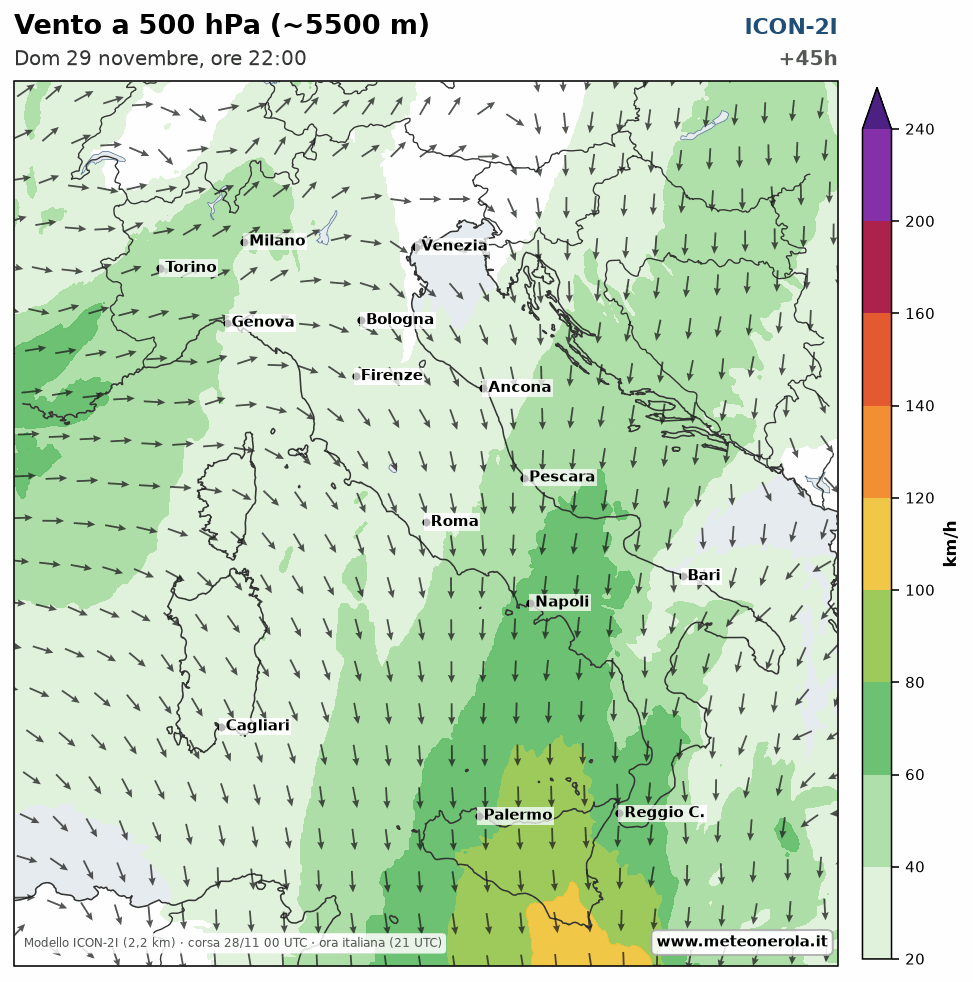 Vento a 500 hPa (~5500 m)
ICON-2I
Dom 29 novembre, ore 22:00
+45h
Milano
Venezia
Torino
Genova
Bologna
Firenze
Ancona
Pescara
Roma
Bari
Napoli
Cagliari
Palermo
Reggio C.
240
200
160
140
120
100
80
60
40
20
km/h
Modello ICON-2I (2,2 km) · corsa 28/11 00 UTC · ora italiana (21 UTC)
www.meteonerola.it